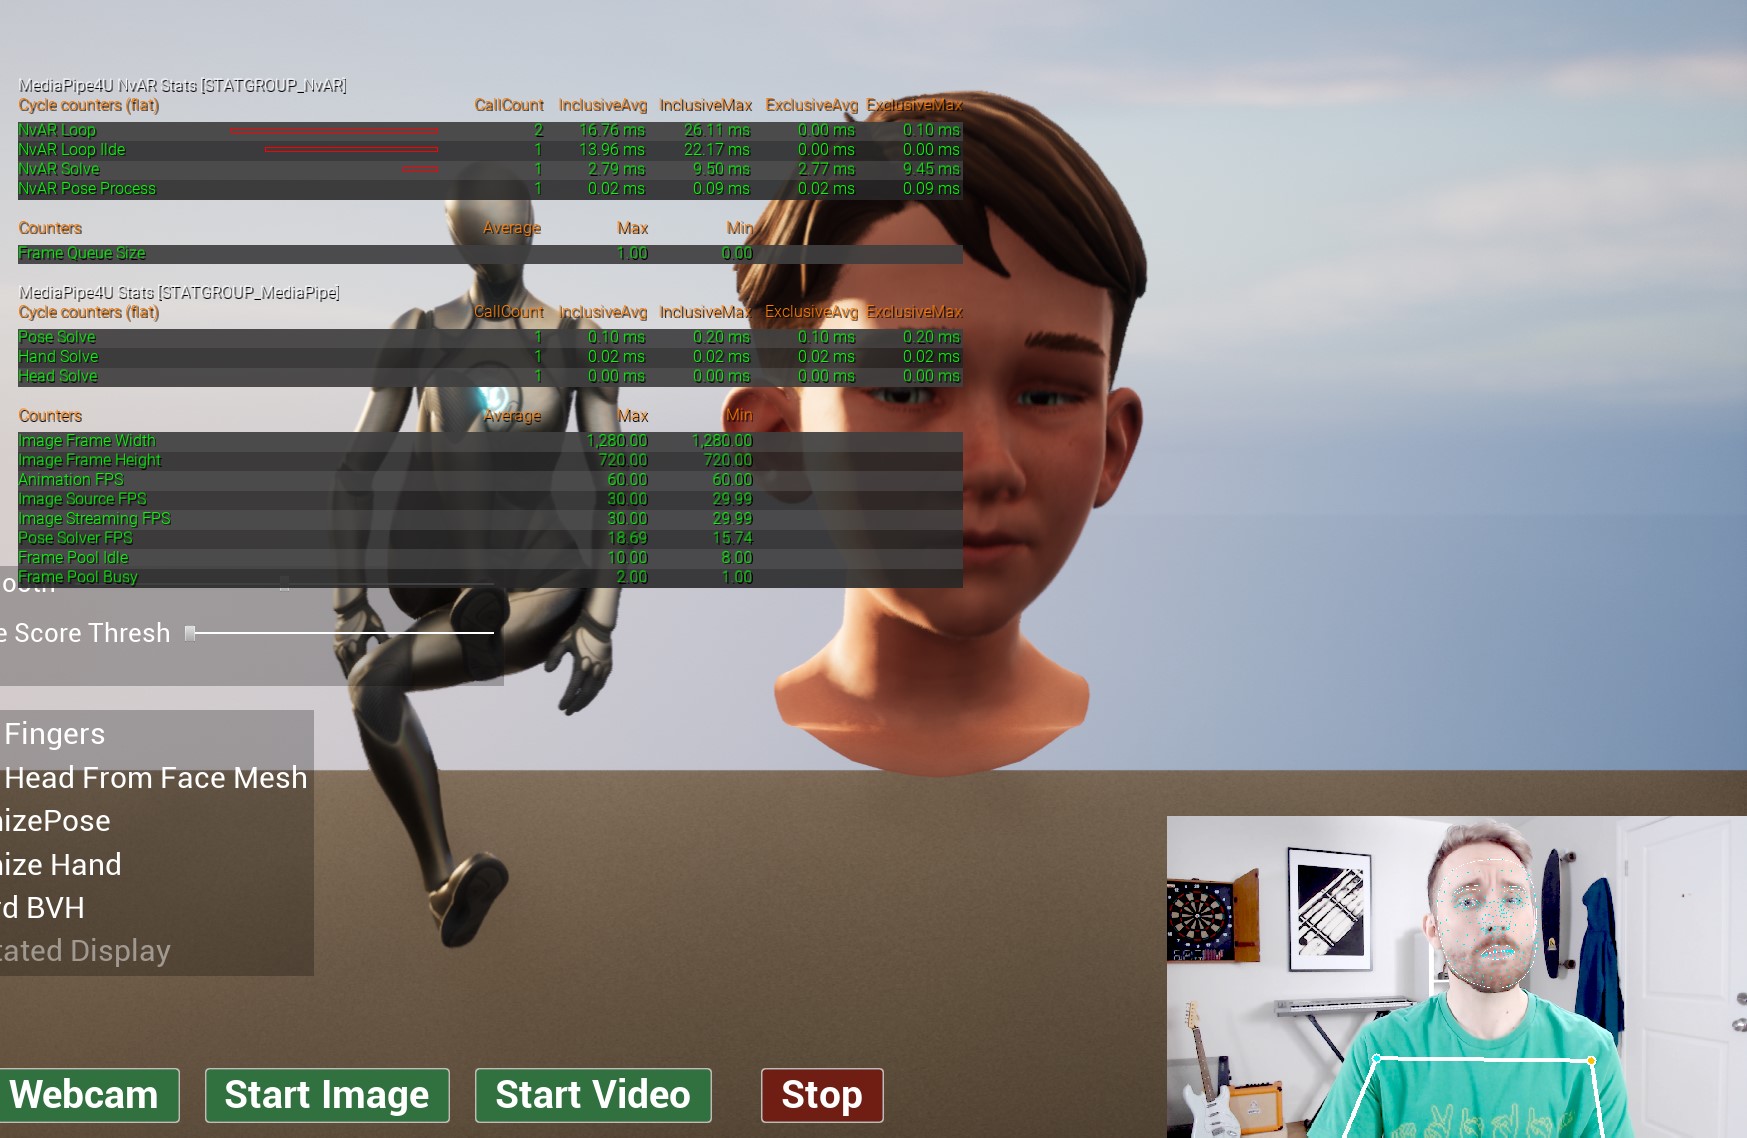 MediaPipe4U NvAR Stats [STATGROUP_NvAR]
Cycle counters (flat) CallCount InclusiveAvg InclusiveMax ExclusiveAvg ExclusiveMax
NvAR Loop 2 16.76 ms 26.11 ms 0.00 ms 0.10 ms
NvAR Loop Ilde 1 13.96 ms 22.17 ms 0.00 ms 0.00 ms
NvAR Solve 1 2.79 ms 9.50 ms 2.77 ms 9.45 ms
NvAR Pose Process 1 0.02 ms 0.09 ms 0.02 ms 0.09 ms
Counters Average Max Min
Frame Queue Size 1.00 0.00
MediaPipe4U Stats [STATGROUP_MediaPipe]
Cycle counters (flat) CallCount InclusiveAvg InclusiveMax ExclusiveAvg ExclusiveMax
Pose Solve 1 0.10 ms 0.20 ms 0.10 ms 0.20 ms
Hand Solve 1 0.02 ms 0.02 ms 0.02 ms 0.02 ms
Head Solve 1 0.00 ms 0.00 ms 0.00 ms 0.00 ms
Counters Average Max Min
Image Frame Width 1,280.00 1,280.00
Image Frame Height 720.00 720.00
Animation FPS 60.00 60.00
Image Source FPS 30.00 29.99
Image Streaming FPS 30.00 29.99
Pose Solver FPS 18.69 15.74
Frame Pool Idle 10.00 8.00
Frame Pool Busy 2.00 1.00
e Score Thresh
Fingers
Head From Face Mesh
izePose
ize Hand
d BVH
tated Display
Webcam Start Image Start Video Stop